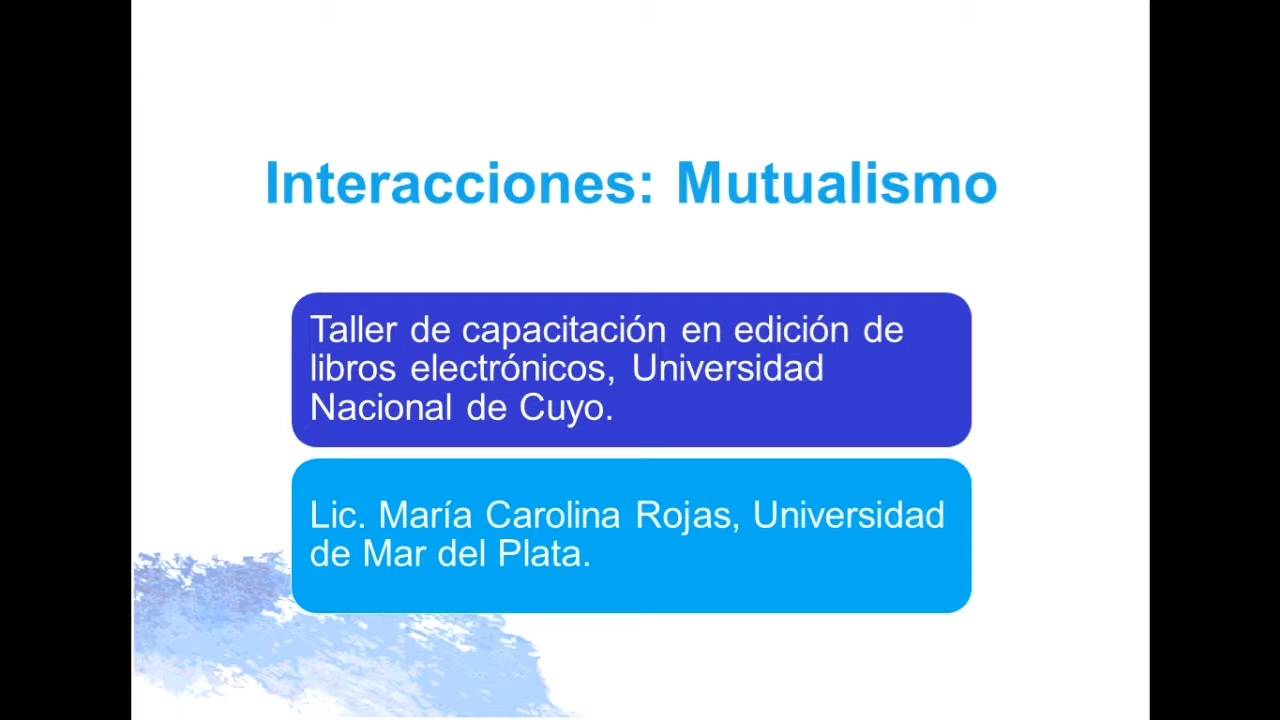 Interacciones: Mutualismo
Taller de capacitación en edición de
libros electrónicos, Universidad
Nacional de Cuyo.
Lic. María Carolina Rojas, Universidad
de Mar del Plata.